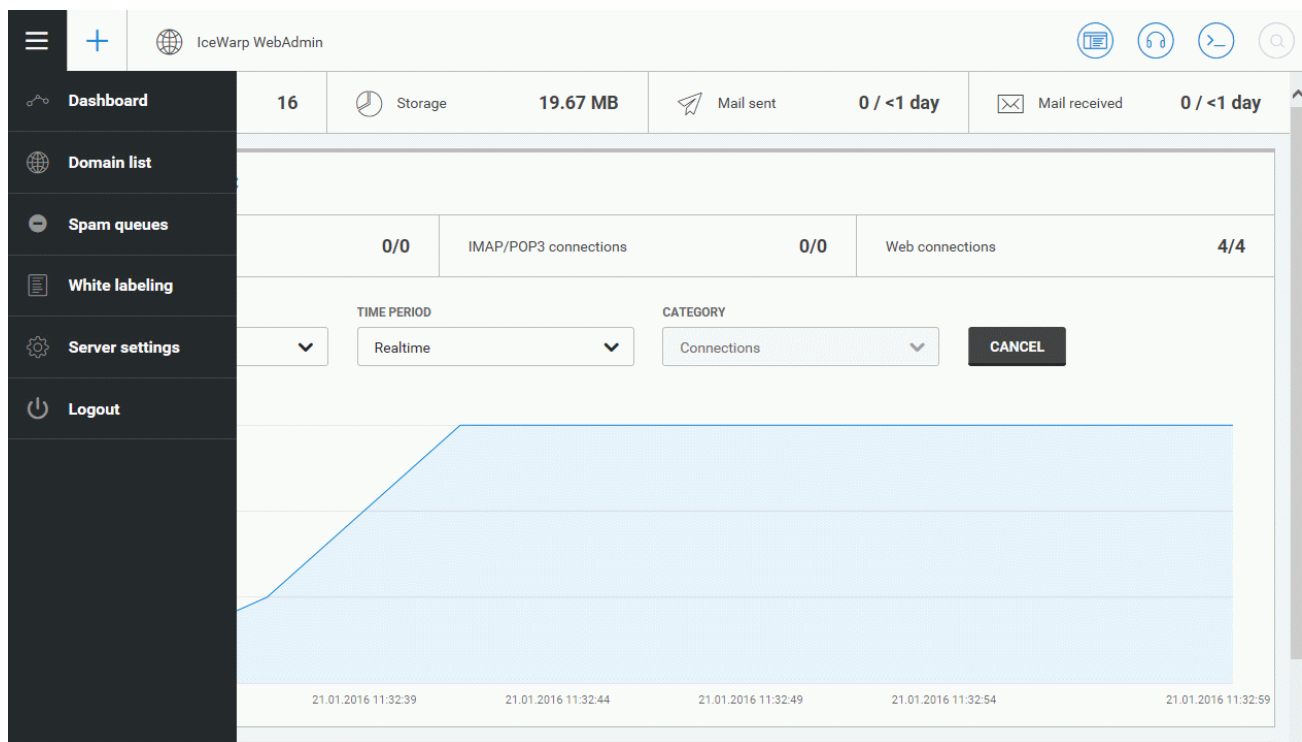 IceWarp WebAdmin
Dashboard
16
Storage
19.67 MB
Mail sent
0 / <1 day
Mail received
0 / <1 day
Domain list
Spam queues
0/0
IMAP/POP3 connections
0/0
Web connections
4/4
White labeling
TIME PERIOD
CATEGORY
Server settings
Realtime
Connections
CANCEL
Logout
21.01.2016 11:32:39
21.01.2016 11:32:44
21.01.2016 11:32:49
21.01.2016 11:32:54
21.01.2016 11:32:59